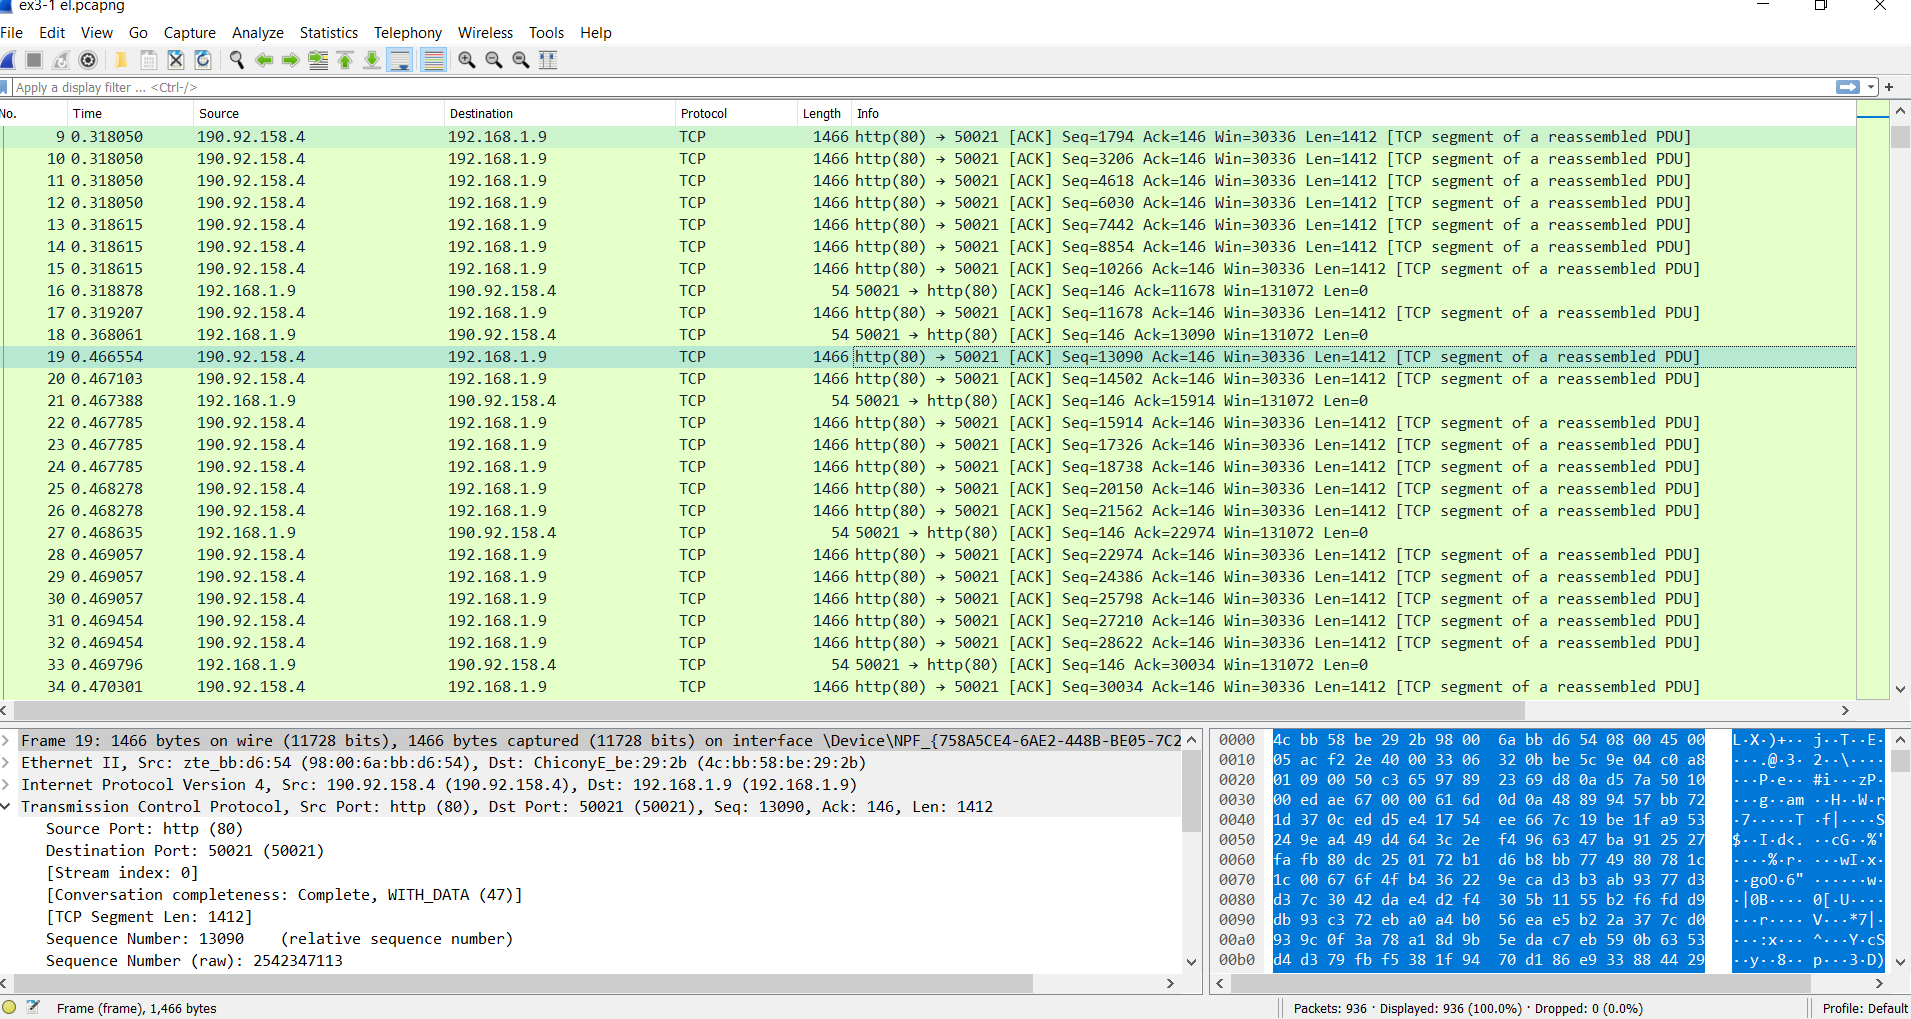 ex3-1 el.pcapng
File Edit View Go Capture Analyze Statistics Telephony Wireless Tools Help
Apply a display filter ... <Ctrl-/>
No. Time Source Destination Protocol Length Info
9 0.318050 190.92.158.4 192.168.1.9 TCP 1466 http(80) → 50021 [ACK] Seq=1794 Ack=146 Win=30336 Len=1412 [TCP segment of a reassembled PDU]
10 0.318050 190.92.158.4 192.168.1.9 TCP 1466 http(80) → 50021 [ACK] Seq=3206 Ack=146 Win=30336 Len=1412 [TCP segment of a reassembled PDU]
11 0.318050 190.92.158.4 192.168.1.9 TCP 1466 http(80) → 50021 [ACK] Seq=4618 Ack=146 Win=30336 Len=1412 [TCP segment of a reassembled PDU]
12 0.318050 190.92.158.4 192.168.1.9 TCP 1466 http(80) → 50021 [ACK] Seq=6030 Ack=146 Win=30336 Len=1412 [TCP segment of a reassembled PDU]
13 0.318615 190.92.158.4 192.168.1.9 TCP 1466 http(80) → 50021 [ACK] Seq=7442 Ack=146 Win=30336 Len=1412 [TCP segment of a reassembled PDU]
14 0.318615 190.92.158.4 192.168.1.9 TCP 1466 http(80) → 50021 [ACK] Seq=8854 Ack=146 Win=30336 Len=1412 [TCP segment of a reassembled PDU]
15 0.318615 190.92.158.4 192.168.1.9 TCP 1466 http(80) → 50021 [ACK] Seq=10266 Ack=146 Win=30336 Len=1412 [TCP segment of a reassembled PDU]
16 0.318878 192.168.1.9 190.92.158.4 TCP 54 50021 → http(80) [ACK] Seq=146 Ack=11678 Win=131072 Len=0
17 0.319207 190.92.158.4 192.168.1.9 TCP 1466 http(80) → 50021 [ACK] Seq=11678 Ack=146 Win=30336 Len=1412 [TCP segment of a reassembled PDU]
18 0.368061 192.168.1.9 190.92.158.4 TCP 54 50021 → http(80) [ACK] Seq=146 Ack=13090 Win=131072 Len=0
19 0.466554 190.92.158.4 192.168.1.9 TCP 1466 http(80) → 50021 [ACK] Seq=13090 Ack=146 Win=30336 Len=1412 [TCP segment of a reassembled PDU]
20 0.467103 190.92.158.4 192.168.1.9 TCP 1466 http(80) → 50021 [ACK] Seq=14502 Ack=146 Win=30336 Len=1412 [TCP segment of a reassembled PDU]
21 0.467388 192.168.1.9 190.92.158.4 TCP 54 50021 → http(80) [ACK] Seq=146 Ack=15914 Win=131072 Len=0
22 0.467785 190.92.158.4 192.168.1.9 TCP 1466 http(80) → 50021 [ACK] Seq=15914 Ack=146 Win=30336 Len=1412 [TCP segment of a reassembled PDU]
23 0.467785 190.92.158.4 192.168.1.9 TCP 1466 http(80) → 50021 [ACK] Seq=17326 Ack=146 Win=30336 Len=1412 [TCP segment of a reassembled PDU]
24 0.467785 190.92.158.4 192.168.1.9 TCP 1466 http(80) → 50021 [ACK] Seq=18738 Ack=146 Win=30336 Len=1412 [TCP segment of a reassembled PDU]
25 0.468278 190.92.158.4 192.168.1.9 TCP 1466 http(80) → 50021 [ACK] Seq=20150 Ack=146 Win=30336 Len=1412 [TCP segment of a reassembled PDU]
26 0.468278 190.92.158.4 192.168.1.9 TCP 1466 http(80) → 50021 [ACK] Seq=21562 Ack=146 Win=30336 Len=1412 [TCP segment of a reassembled PDU]
27 0.468635 192.168.1.9 190.92.158.4 TCP 54 50021 → http(80) [ACK] Seq=146 Ack=22974 Win=131072 Len=0
28 0.469057 190.92.158.4 192.168.1.9 TCP 1466 http(80) → 50021 [ACK] Seq=22974 Ack=146 Win=30336 Len=1412 [TCP segment of a reassembled PDU]
29 0.469057 190.92.158.4 192.168.1.9 TCP 1466 http(80) → 50021 [ACK] Seq=24386 Ack=146 Win=30336 Len=1412 [TCP segment of a reassembled PDU]
30 0.469057 190.92.158.4 192.168.1.9 TCP 1466 http(80) → 50021 [ACK] Seq=25798 Ack=146 Win=30336 Len=1412 [TCP segment of a reassembled PDU]
31 0.469454 190.92.158.4 192.168.1.9 TCP 1466 http(80) → 50021 [ACK] Seq=27210 Ack=146 Win=30336 Len=1412 [TCP segment of a reassembled PDU]
32 0.469454 190.92.158.4 192.168.1.9 TCP 1466 http(80) → 50021 [ACK] Seq=28622 Ack=146 Win=30336 Len=1412 [TCP segment of a reassembled PDU]
33 0.469796 192.168.1.9 190.92.158.4 TCP 54 50021 → http(80) [ACK] Seq=146 Ack=30034 Win=131072 Len=0
34 0.470301 190.92.158.4 192.168.1.9 TCP 1466 http(80) → 50021 [ACK] Seq=30034 Ack=146 Win=30336 Len=1412 [TCP segment of a reassembled PDU]
Frame 19: 1466 bytes on wire (11728 bits), 1466 bytes captured (11728 bits) on interface \Device\NPF_{758A5CE4-6AE2-448B-BE05-7C2
Ethernet II, Src: zte_bb:d6:54 (98:00:6a:bb:d6:54), Dst: ChiconyE_be:29:2b (4c:bb:58:be:29:2b)
Internet Protocol Version 4, Src: 190.92.158.4 (190.92.158.4), Dst: 192.168.1.9 (192.168.1.9)
Transmission Control Protocol, Src Port: http (80), Dst Port: 50021 (50021), Seq: 13090, Ack: 146, Len: 1412
Source Port: http (80)
Destination Port: 50021 (50021)
[Stream index: 0]
[Conversation completeness: Complete, WITH_DATA (47)]
[TCP Segment Len: 1412]
Sequence Number: 13090 (relative sequence number)
Sequence Number (raw): 2542347113
0000 4c bb 58 be 29 2b 98 00 6a bb d6 54 08 00 45 00 L·X·)+·· j··T··E·
0010 05 ac f2 2e 40 00 33 06 32 0b be 5c 9e 04 c0 a8 ···.@·3· 2··\····
0020 01 09 00 50 c3 65 97 89 23 69 d8 0a d5 7a 50 10 ···P·e·· #i···zP·
0030 00 ed ae 67 00 00 61 6d 0d 0a 48 89 94 57 bb 72 ···g··am ··H··W·r
0040 1d 37 0c ed d5 e4 17 54 ee 66 7c 19 be 1f a9 53 ·7·····T ·f|····S
0050 24 9e a4 49 d4 64 3c 2e f4 96 63 47 ba 91 25 27 $··I·d<. ··cG··%'
0060 fa fb 80 dc 25 01 72 b1 d6 b8 bb 77 49 80 78 1c ····%·r· ···wI·x·
0070 1c 00 67 6f 4f b4 36 22 9e ca d3 b3 ab 93 77 d3 ··goO·6" ······w·
0080 d3 7c 30 42 da e4 d2 f4 30 5b 11 55 b2 f6 fd d9 ·|0B···· 0[·U····
0090 db 93 c3 72 eb a0 a4 b0 56 ea e5 b2 2a 37 7c d0 ···r···· V···*7|·
00a0 93 9c 0f 3a 78 a1 8d 9b 5e da c7 eb 59 0b 63 53 ···:x··· ^···Y·cS
00b0 d4 d3 79 fb f5 38 1f 94 70 d1 86 e9 33 88 44 29 ··y··8·· p···3·D)
Frame (frame), 1,466 bytes
Packets: 936 · Displayed: 936 (100.0%) · Dropped: 0 (0.0%)
Profile: Default